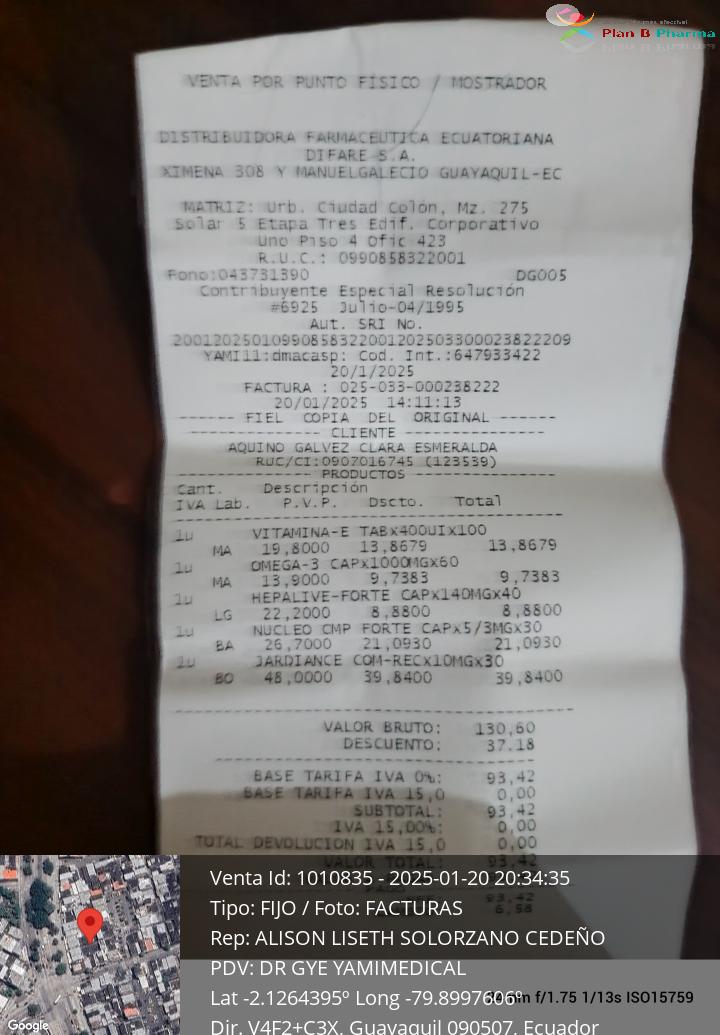 Plan B Pharma
VENTA POR PUNTO FÍSICO / MOSTRADOR
DISTRIBUIDORA FARMACEUTICA ECUATORIANA
DIFARE S.A.
XIMENA 308 Y MANUELGALECIO GUAYAQUIL-EC
MATRIZ: Urb. Ciudad Colón, Mz. 275
Solar 5 Etapa Tres Edif. Corporativo
Uno Piso 4 Ofic 423
R.U.C.: 0990858322001
Fono:043731390 DG005
Contribuyente Especial Resolución
#6925 Julio-04/1995
Aut. SRI No.
2001202501099085832200120250330002382220​9
YAMI11:dmacasp: Cod. Int.:647933422
20/1/2025
FACTURA : 025-033-000238222
20/01/2025 14:11:13
------ FIEL COPIA DEL ORIGINAL ------
------------ CLIENTE ------------
AQUINO GALVEZ CLARA ESMERALDA
RUC/CI:0907016745 (123539)
------------ PRODUCTOS ------------
Cant. Descripción
IVA Lab. P.V.P. Dscto. Total
1u VITAMINA-E TABx400UIx100
MA 19,8000 13,8679 13,8679
1u OMEGA-3 CAPx1000MGx60
MA 13,9000 9,7383 9,7383
1u HEPALIVE-FORTE CAPx140MGx40
LG 22,2000 8,8800 8,8800
1u NUCLEO CMP FORTE CAPx5/3MGx30
BA 26,7000 21,0930 21,0930
1u JARDIANCE COM-RECx10MGx30
BO 48,0000 39,8400 39,8400
VALOR BRUTO: 130,60
DESCUENTO: 37.18
BASE TARIFA IVA 0%: 93,42
BASE TARIFA IVA 15,0 0,00
SUBTOTAL: 93,42
IVA 15,00%: 0,00
TOTAL DEVOLUCION IVA 15,0 0,00
VALOR TOTAL: 93,42
93,42
6,58
Venta Id: 1010835 - 2025-01-20 20:34:35
Tipo: FIJO / Foto: FACTURAS
Rep: ALISON LISETH SOLORZANO CEDEÑO
PDV: DR GYE YAMIMEDICAL
Lat -2.1264395º Long -79.8997606º f/1.75 1/13s ISO15759
Dir. V4F2+C3X, Guayaquil 090507, Ecuador
Google